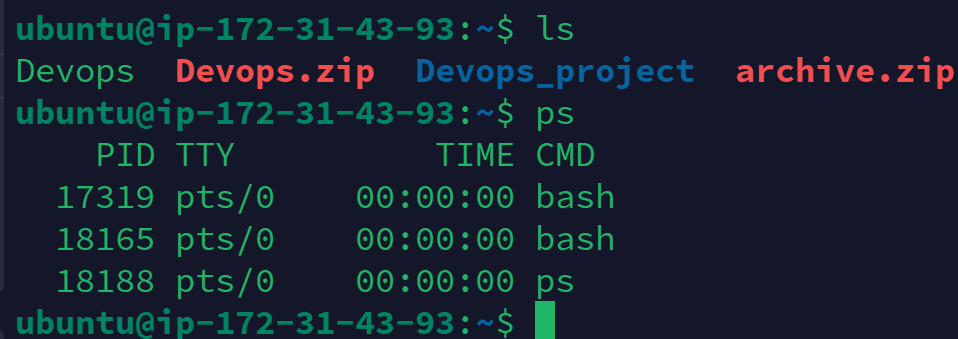 ubuntu@ip-172-31-43-93:~$ ls
Devops  Devops.zip  Devops_project  archive.zip
ubuntu@ip-172-31-43-93:~$ ps
    PID TTY          TIME CMD
  17319 pts/0    00:00:00 bash
  18165 pts/0    00:00:00 bash
  18188 pts/0    00:00:00 ps
ubuntu@ip-172-31-43-93:~$